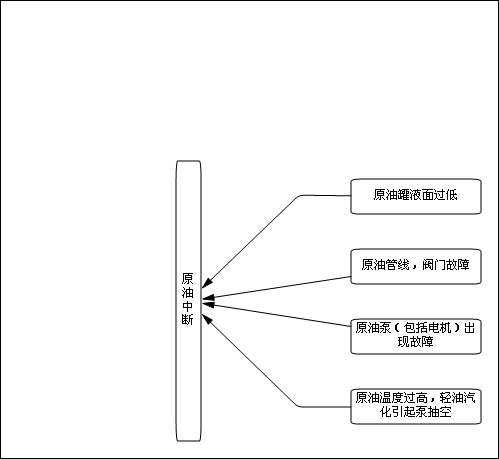 原油罐液面过低
原油管线，阀门故障
原
油
中
断
原油泵（包括电机）出
现故障
原油温度过高，轻油汽
化引起泵抽空